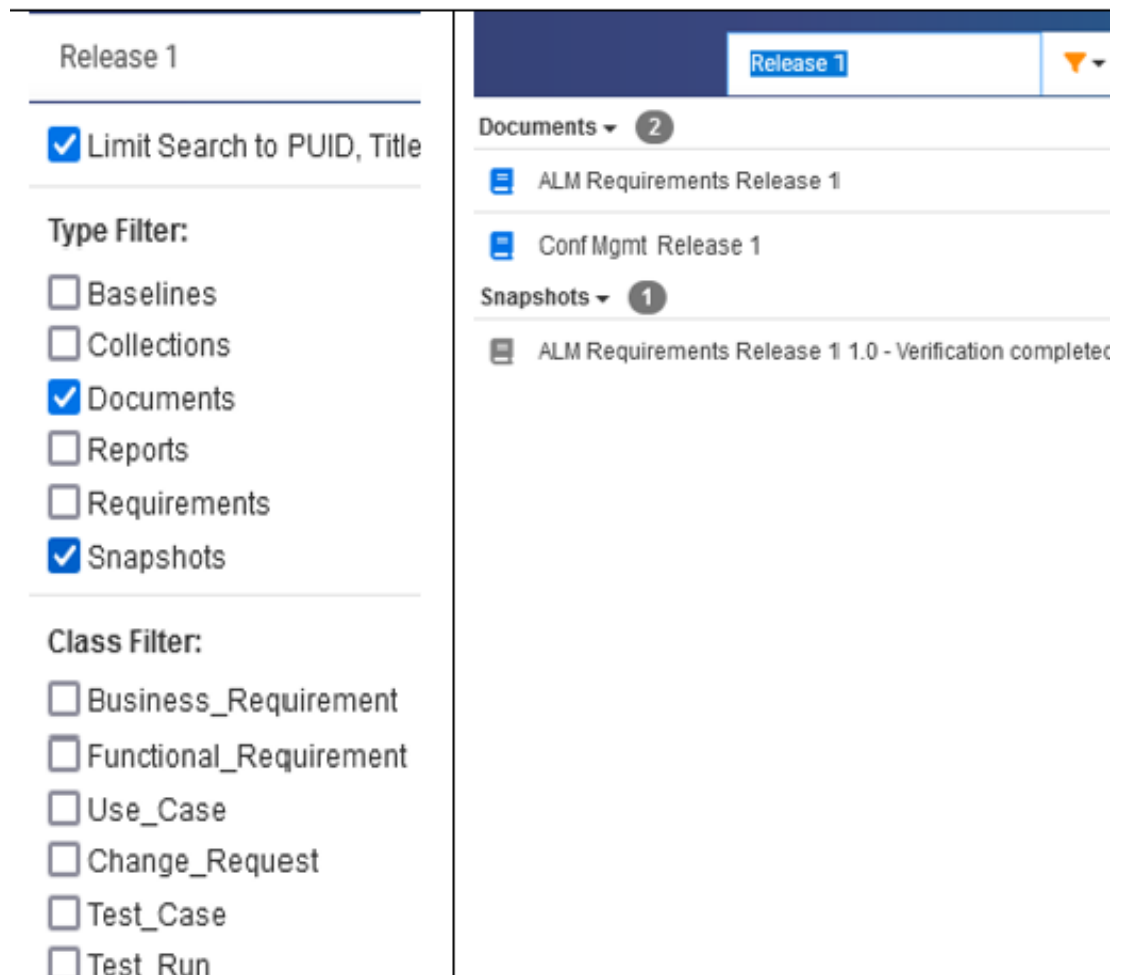 Release 1
Limit Search to PUID, Title
Type Filter:
Baselines
Collections
Documents
Reports
Requirements
Snapshots
Class Filter:
Business_Requirement
Functional_Requirement
Use_Case
Change_Request
Test_Case
Test_Run
Release 1
Documents 2
ALM Requirements Release 1
Conf Mgmt Release 1
Snapshots 1
ALM Requirements Release 1 1.0 - Verification completed